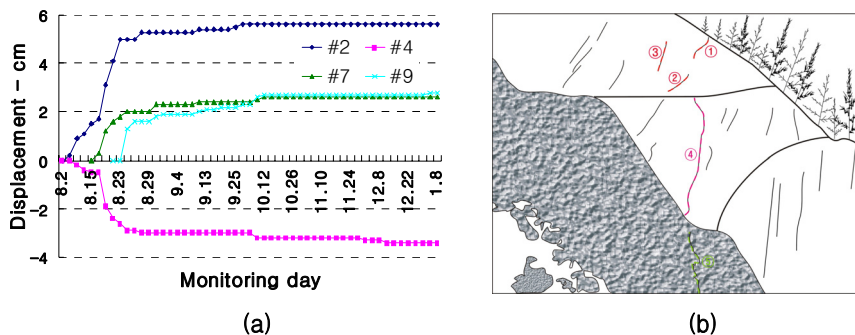 Displacement - cm
6
4
2
0
-2
-4
#2 #4
#7 #9
8.2 8.15 8.23 8.29 9.4 9.13 9.25 10.12 10.26 11.10 11.24 12.8 12.22 1.8
Monitoring day
(a)
③ ①
②
④
(b)